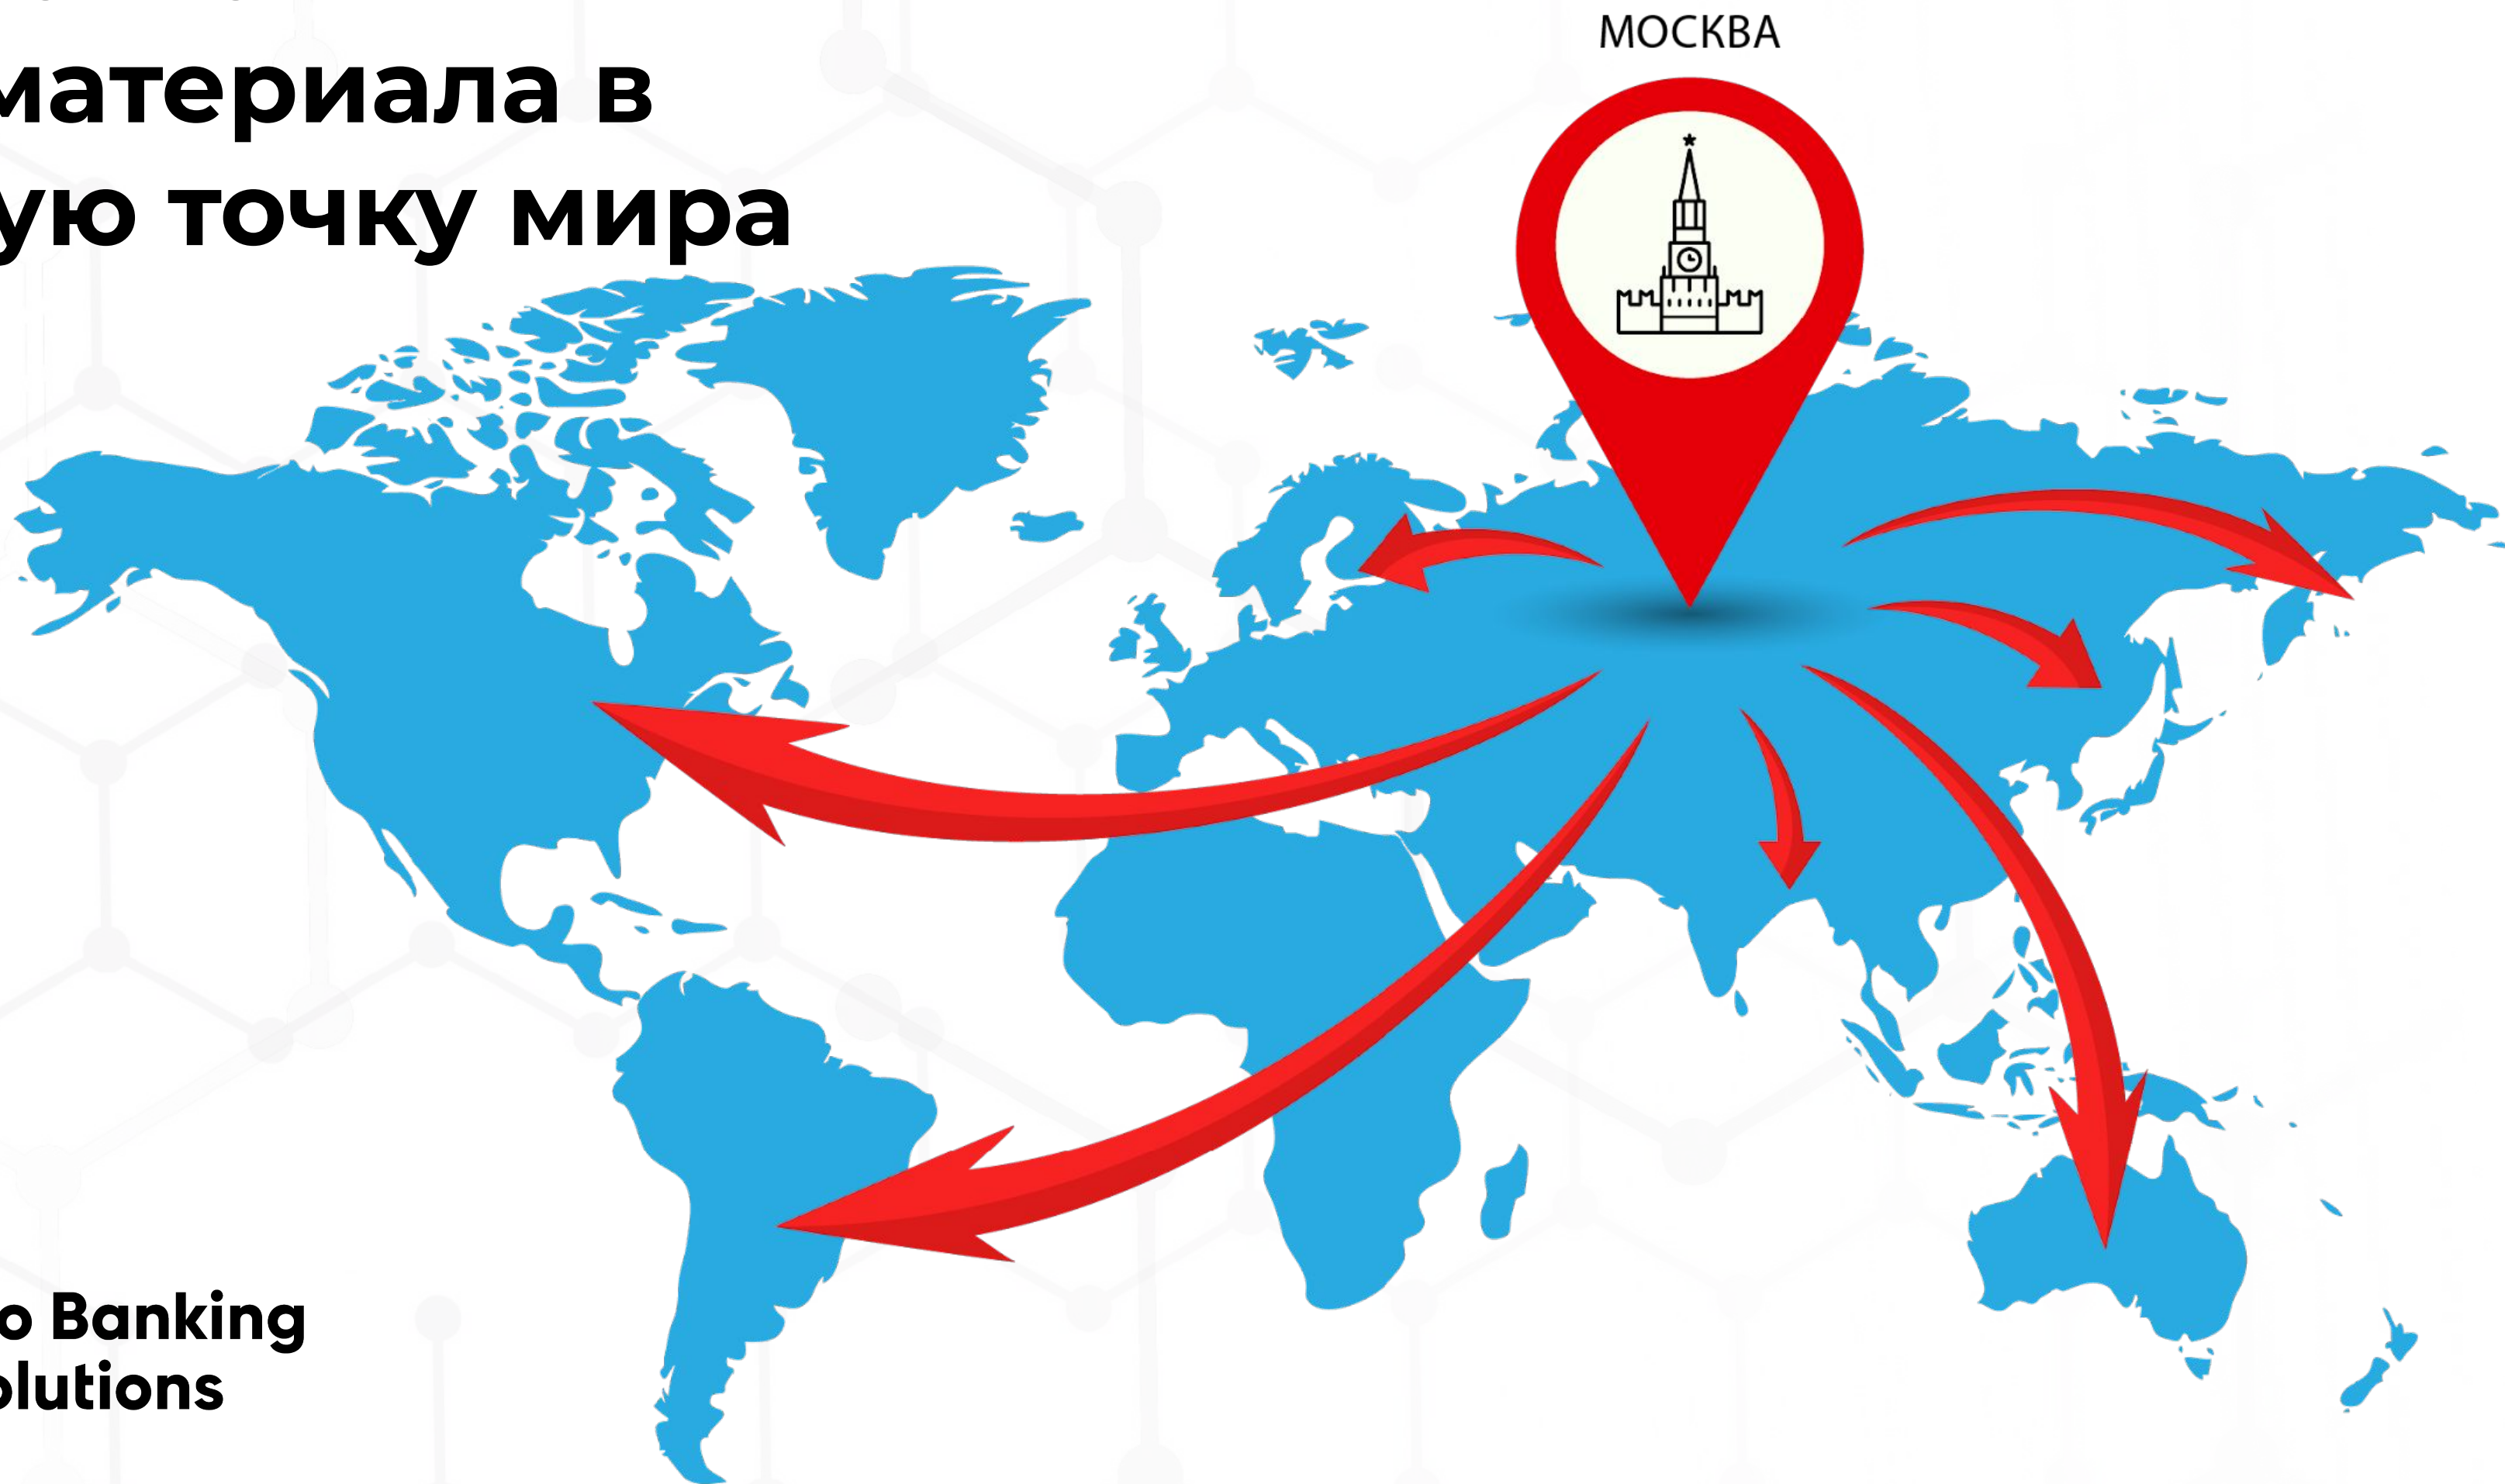 МОСКВА
материала в
ую точку мира
o Banking
olutions